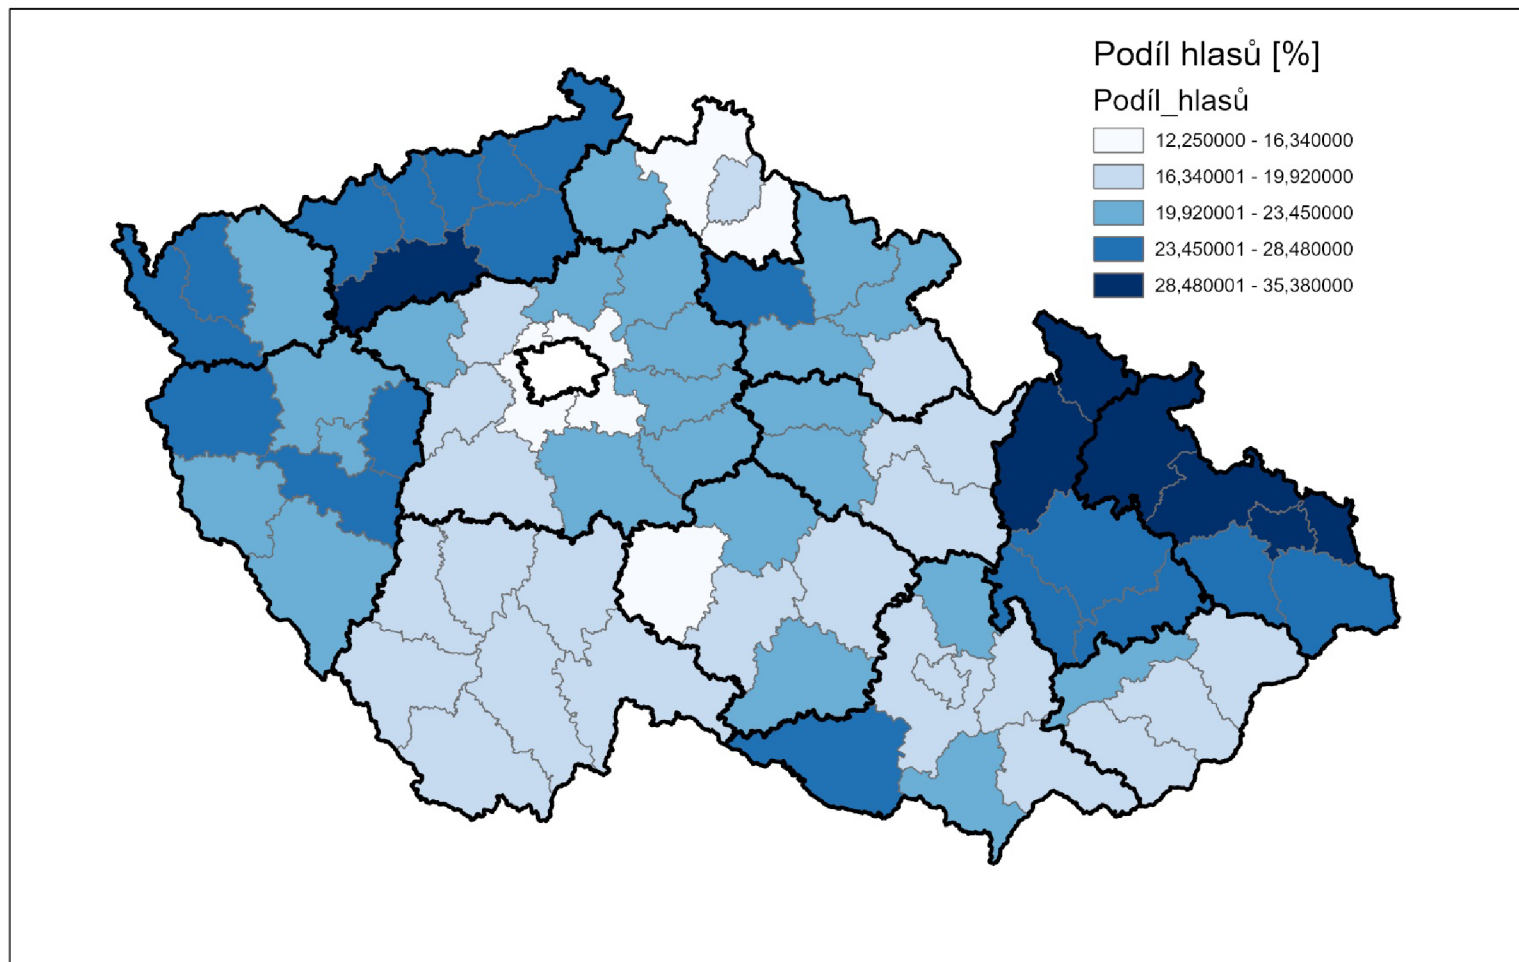 Podíl hlasů [%]
Podíl_hlasů
12,250000 - 16,340000
16,340001 - 19,920000
19,920001 - 23,450000
23,450001 - 28,480000
28,480001 - 35,380000